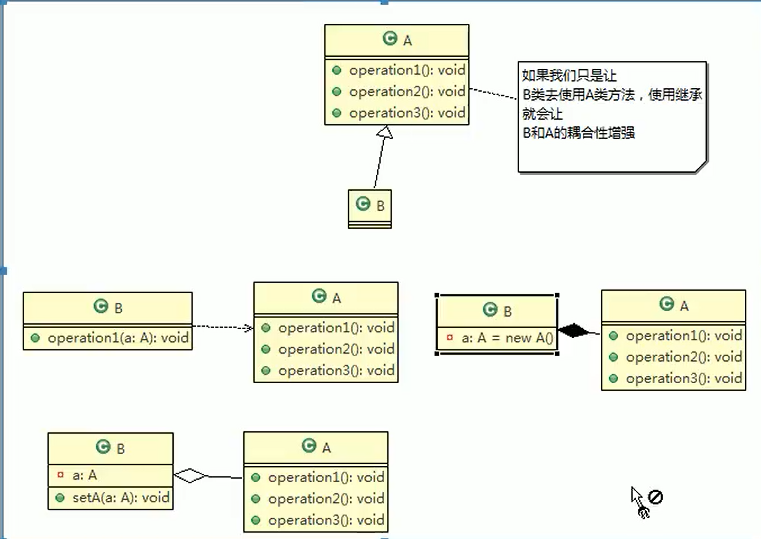 C A
operation1(): void
operation2(): void
operation3(): void
如果我们只是让
B类去使用A类方法，使用继承
就会让
B和A的耦合性增强
C B
C B
operation1(a: A): void
C A
operation1(): void
operation2(): void
operation3(): void
C B
a: A = new A()
C A
operation1(): void
operation2(): void
operation3(): void
C B
a: A
setA(a: A): void
C A
operation1(): void
operation2(): void
operation3(): void